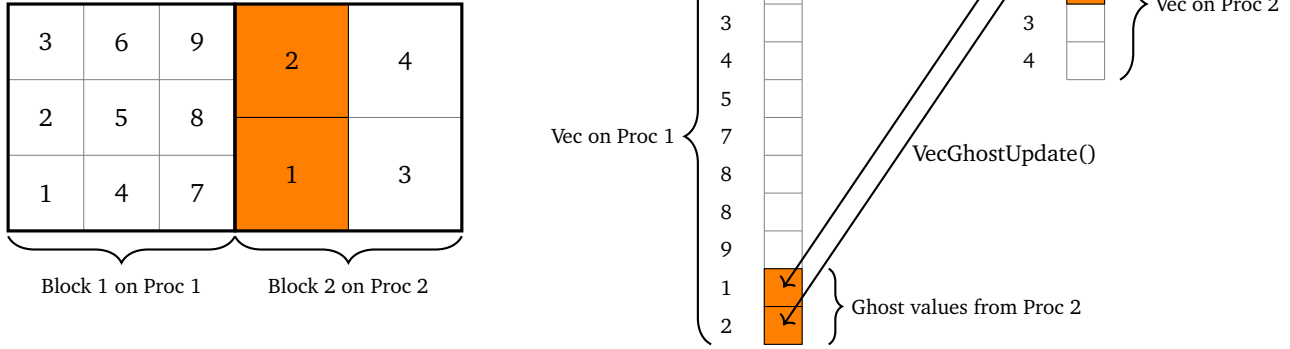 3 6 9
2 4
2 5 8
1 3
1 4 7
Block 1 on Proc 1
Block 2 on Proc 2
Vec on Proc 1
3
4
5
7
8
8
9
1
2
VecGhostUpdate()
Ghost values from Proc 2
3
4
Vec on Proc 2